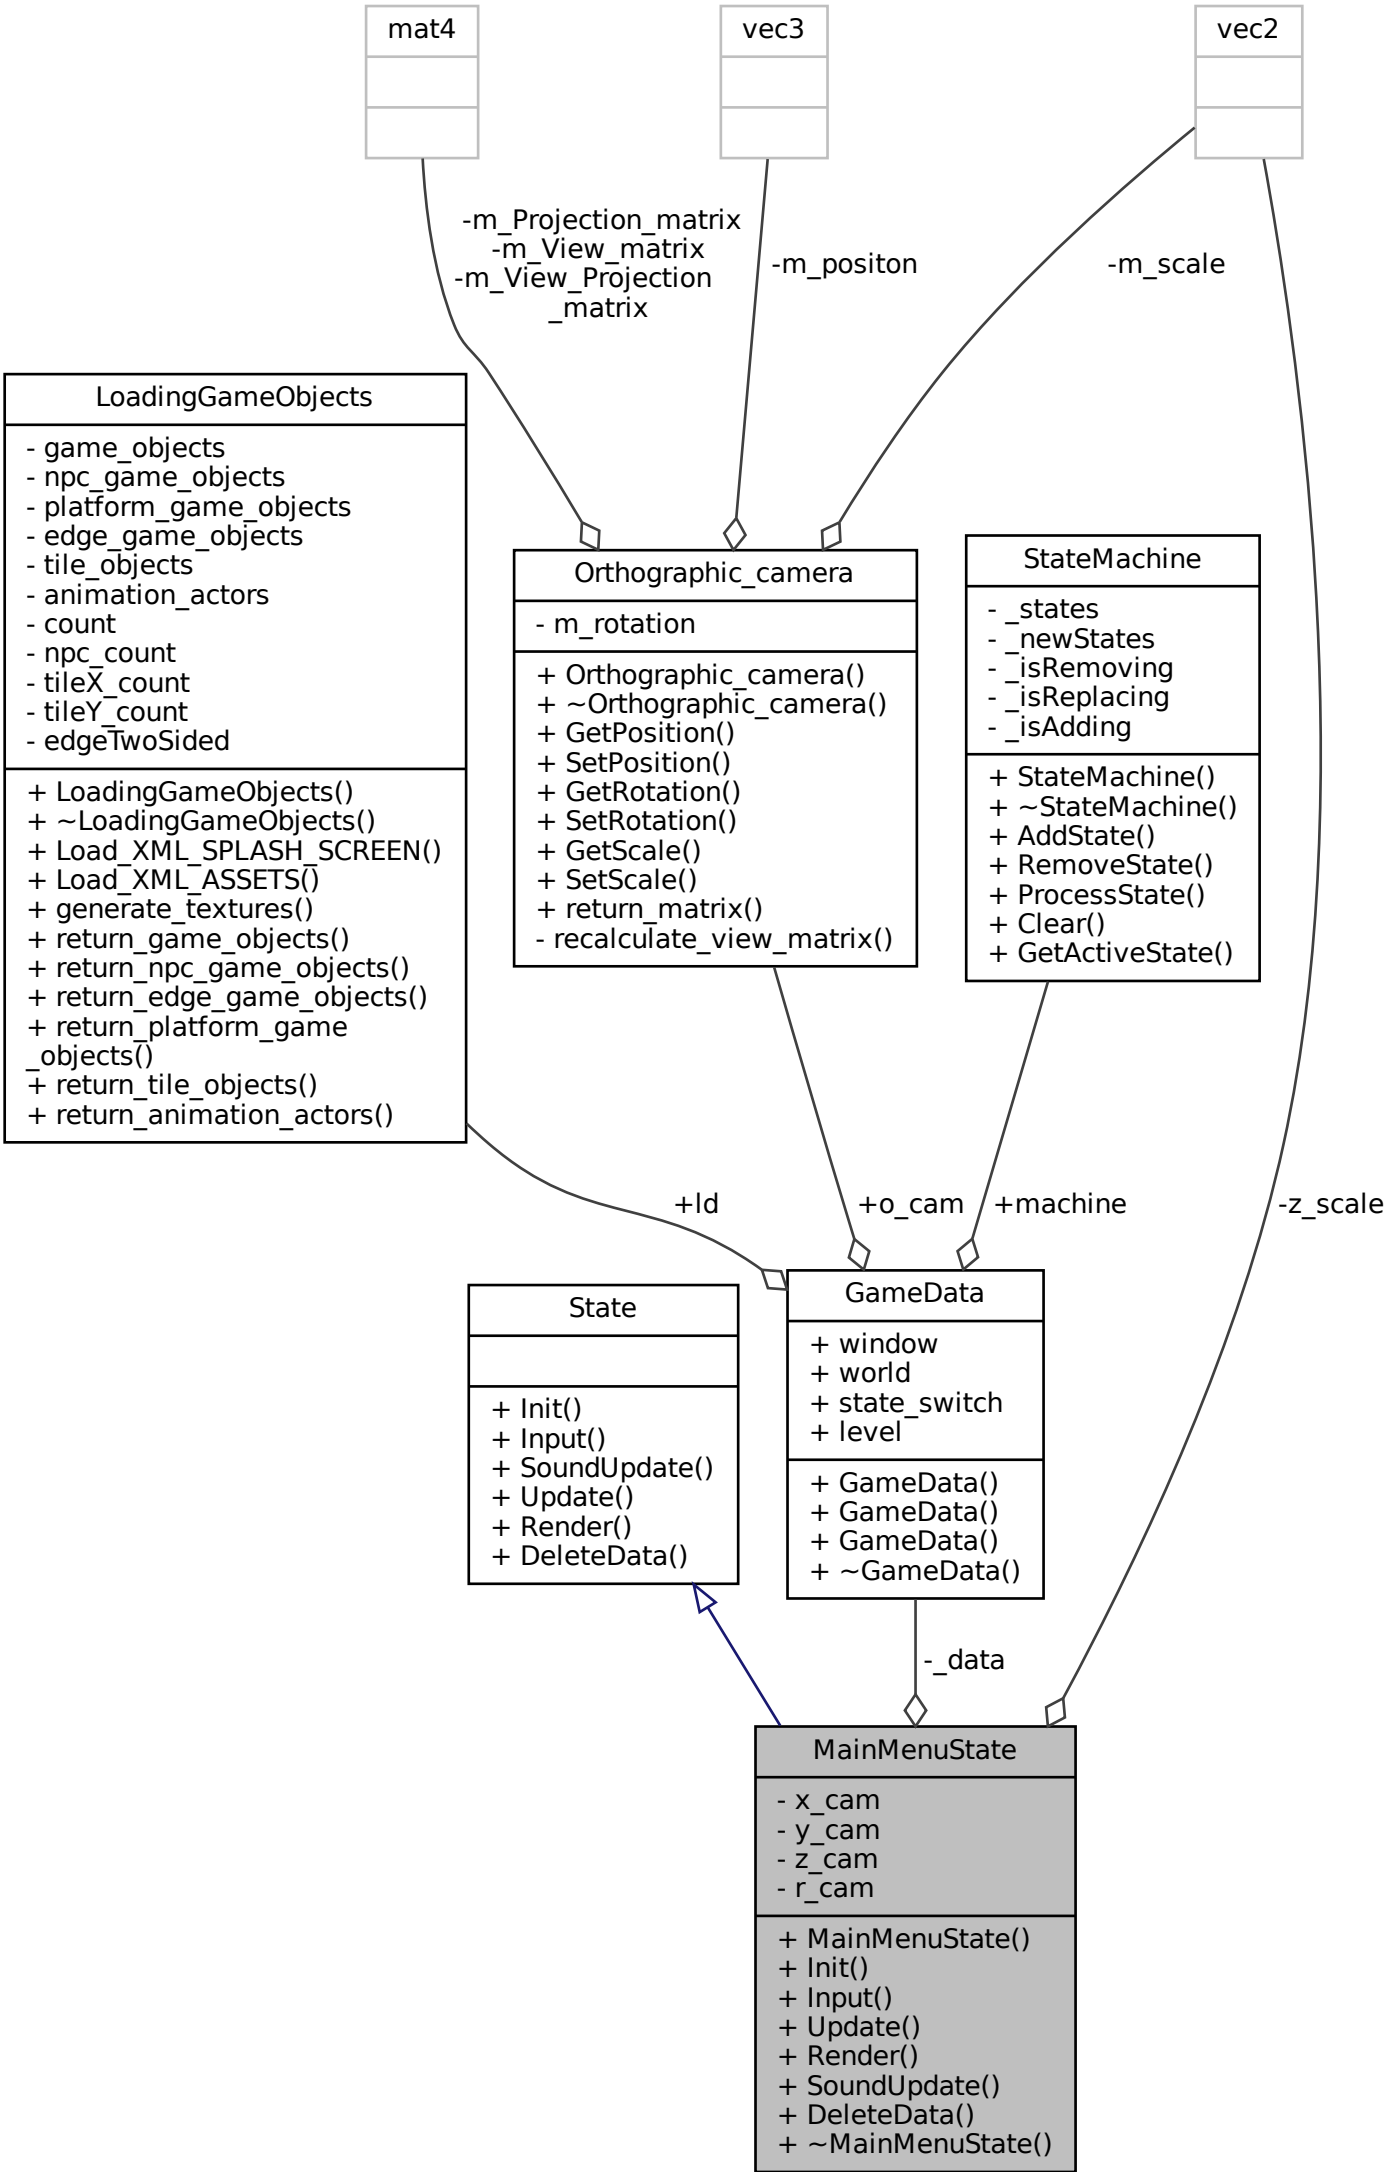 mat4
vec3
vec2
-m_Projection_matrix
-m_View_matrix
-m_View_Projection
_matrix
-m_positon
-m_scale
LoadingGameObjects
- game_objects
- npc_game_objects
- platform_game_objects
- edge_game_objects
- tile_objects
- animation_actors
- count
- npc_count
- tileX_count
- tileY_count
- edgeTwoSided
+ LoadingGameObjects()
+ ~LoadingGameObjects()
+ Load_XML_SPLASH_SCREEN()
+ Load_XML_ASSETS()
+ generate_textures()
+ return_game_objects()
+ return_npc_game_objects()
+ return_edge_game_objects()
+ return_platform_game
_objects()
+ return_tile_objects()
+ return_animation_actors()
Orthographic_camera
- m_rotation
+ Orthographic_camera()
+ ~Orthographic_camera()
+ GetPosition()
+ SetPosition()
+ GetRotation()
+ SetRotation()
+ GetScale()
+ SetScale()
+ return_matrix()
- recalculate_view_matrix()
StateMachine
- _states
- _newStates
- _isRemoving
- _isReplacing
- _isAdding
+ StateMachine()
+ ~StateMachine()
+ AddState()
+ RemoveState()
+ ProcessState()
+ Clear()
+ GetActiveState()
+ld
+o_cam
+machine
-z_scale
State
+ Init()
+ Input()
+ SoundUpdate()
+ Update()
+ Render()
+ DeleteData()
GameData
+ window
+ world
+ state_switch
+ level
+ GameData()
+ GameData()
+ GameData()
+ ~GameData()
-_data
MainMenuState
- x_cam
- y_cam
- z_cam
- r_cam
+ MainMenuState()
+ Init()
+ Input()
+ Update()
+ Render()
+ SoundUpdate()
+ DeleteData()
+ ~MainMenuState()